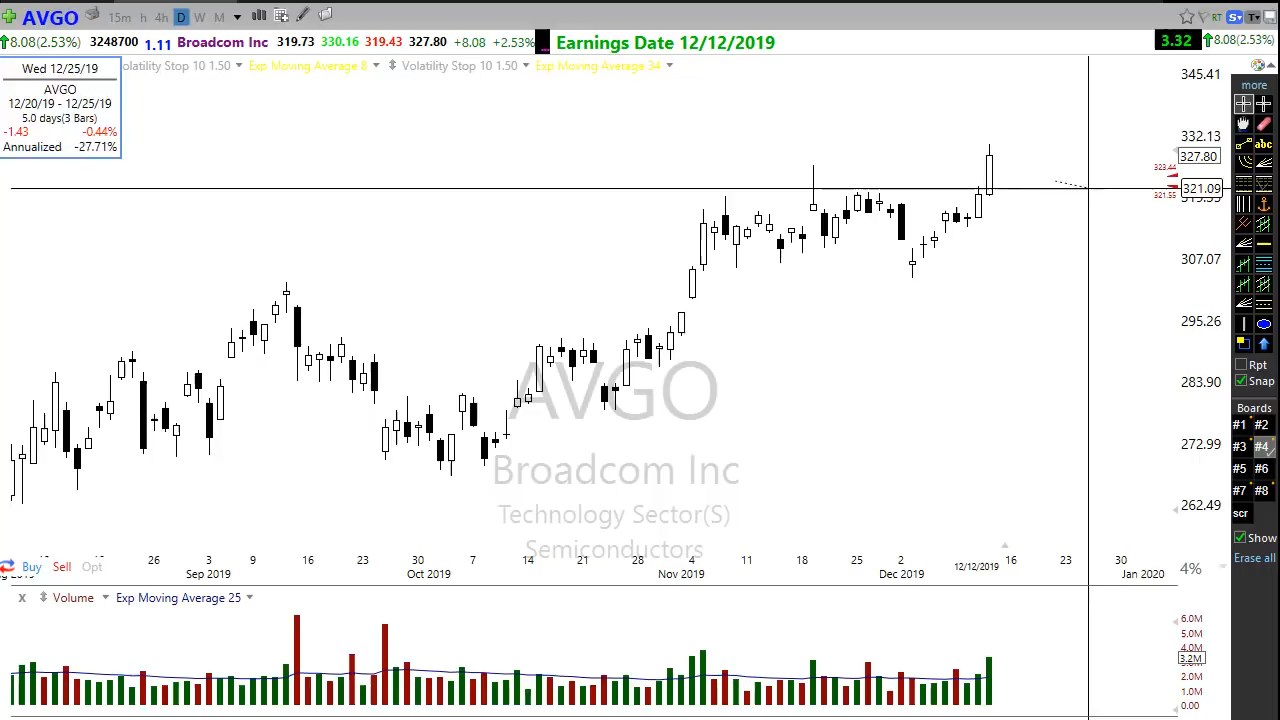 AVGO 15m h 4h D W M RT S T
8.08(2.53%) 3248700 1.11 Broadcom Inc 319.73 330.16 319.43 327.80 +8.08 +2.53% Earnings Date 12/12/2019 3.32 8.08(2.53%)
Wed 12/25/19 olatility Stop 10 1.50 Exp Moving Average 8 Volatility Stop 10 1.50 Exp Moving Average 34
AVGO
12/20/19 - 12/25/19
5.0 days(3 Bars)
-1.43 -0.44%
Annualized -27.71%
345.41
332.13
327.80
323.44
321.09
321.55
307.07
295.26
283.90
272.99
262.49
AVGO
Broadcom Inc
Technology Sector(S)
Semiconductors
26 3 9 16 23 30 7 14 21 28 4 11 18 25 2 12/12/2019 16 23 30
Sep 2019 Oct 2019 Nov 2019 Dec 2019 Jan 2020
Buy Sell Opt
4%
X Volume Exp Moving Average 25
6.0M
5.0M
4.0M
3.2M
2.0M
1.0M
0.00
more
abc
Rpt
Snap
Boards
#1 #2
#3 #4
#5 #6
#7 #8
scr
Show
Erase all